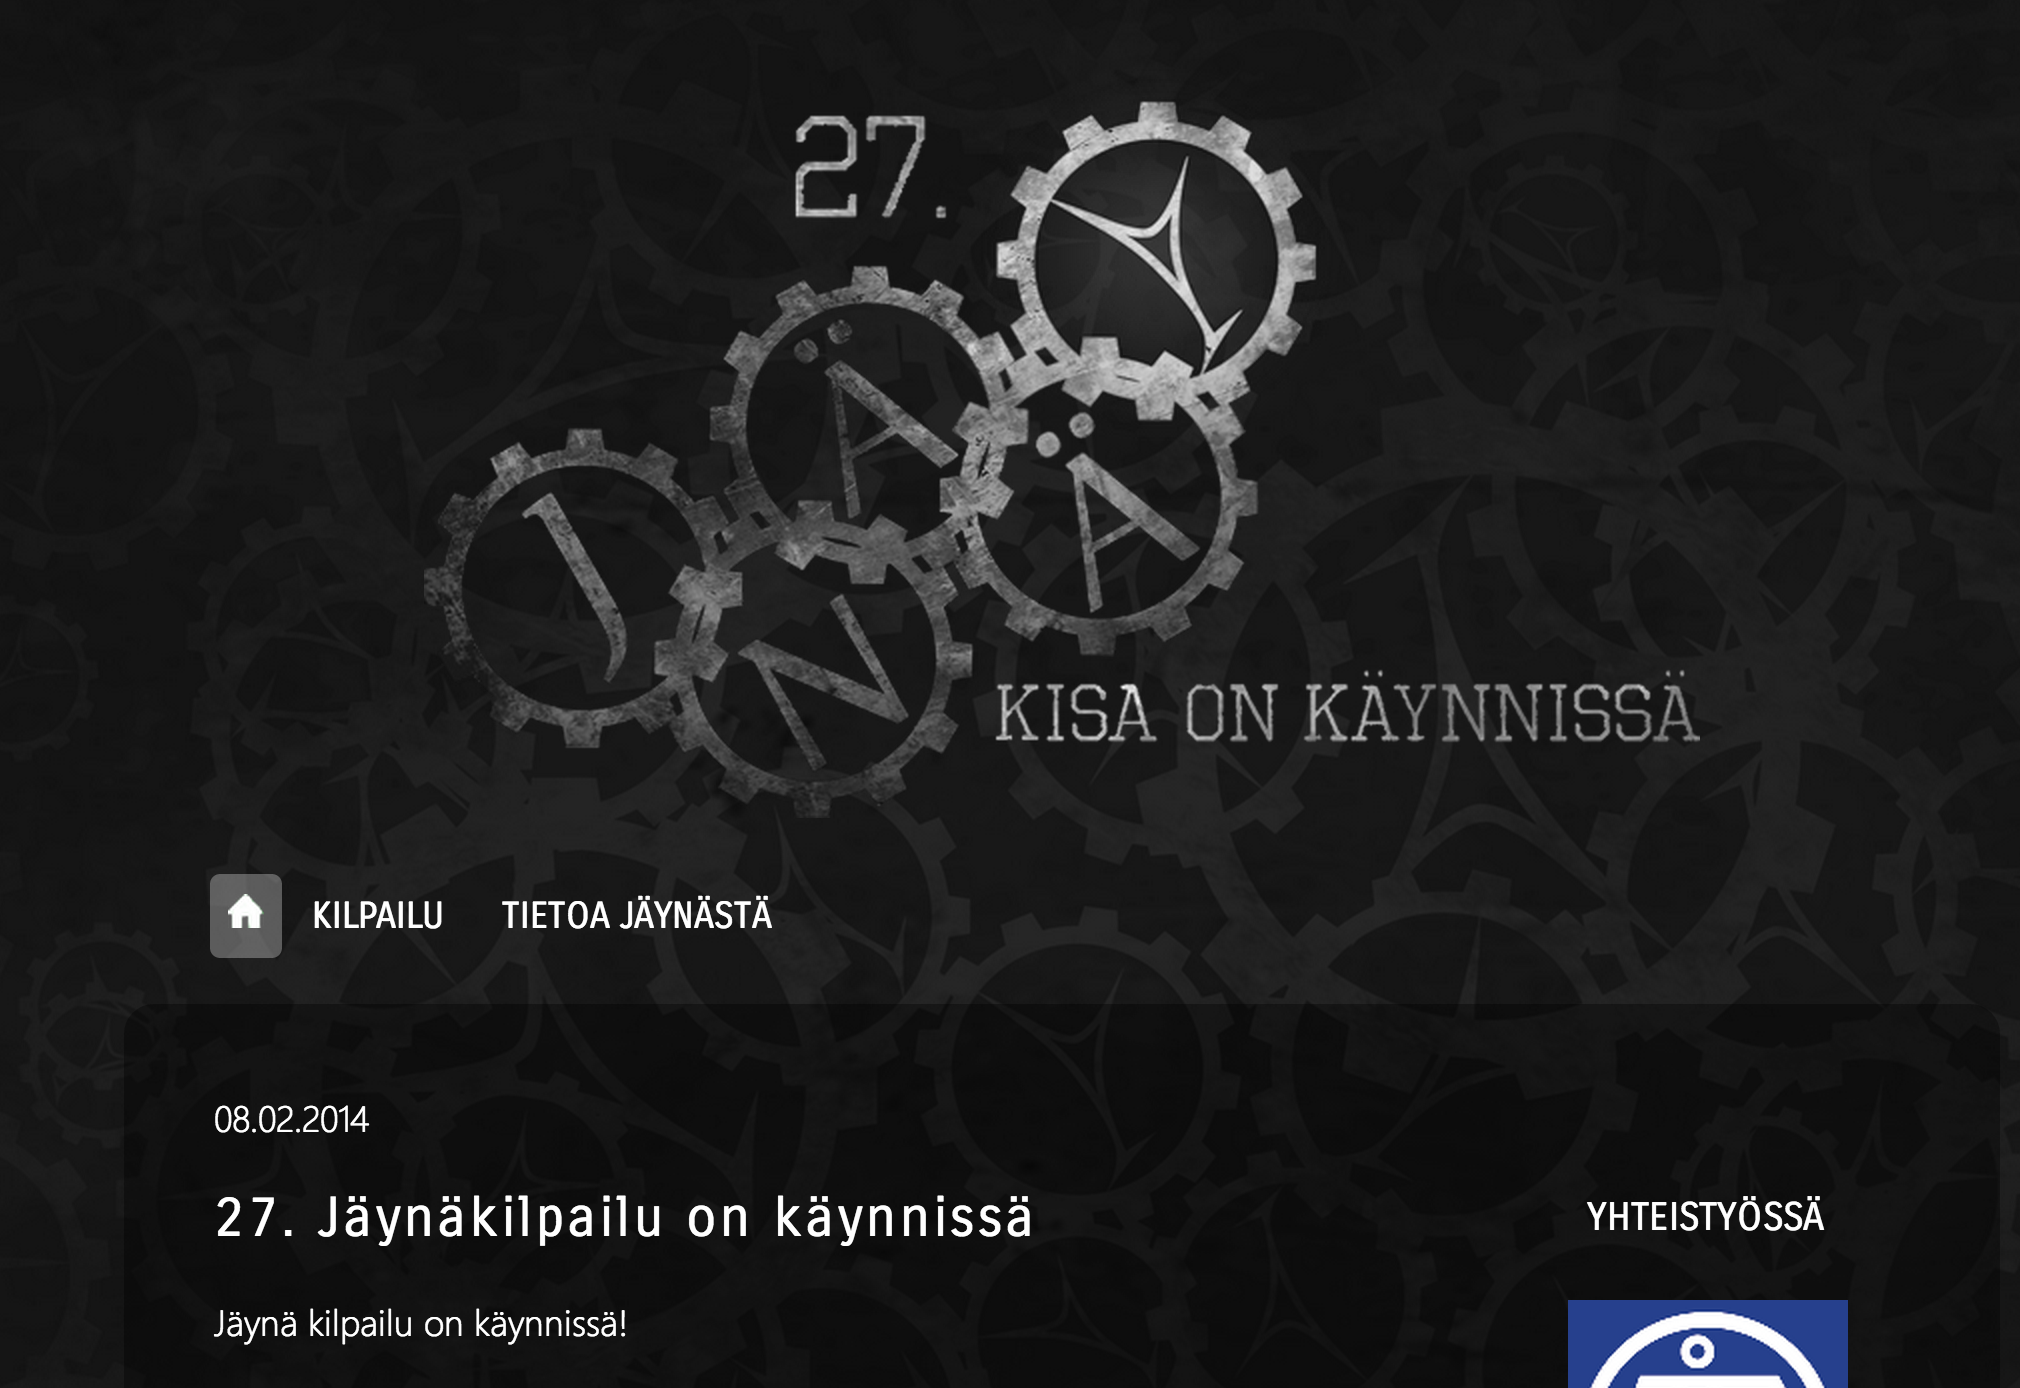 27.
JÄYNÄ
KISA ON KÄYNNISSÄ
KILPAILU TIETOA JÄYNÄSTÄ
08.02.2014
27. Jäynäkilpailu on käynnissä
YHTEISTYÖSSÄ
Jäynä kilpailu on käynnissä!